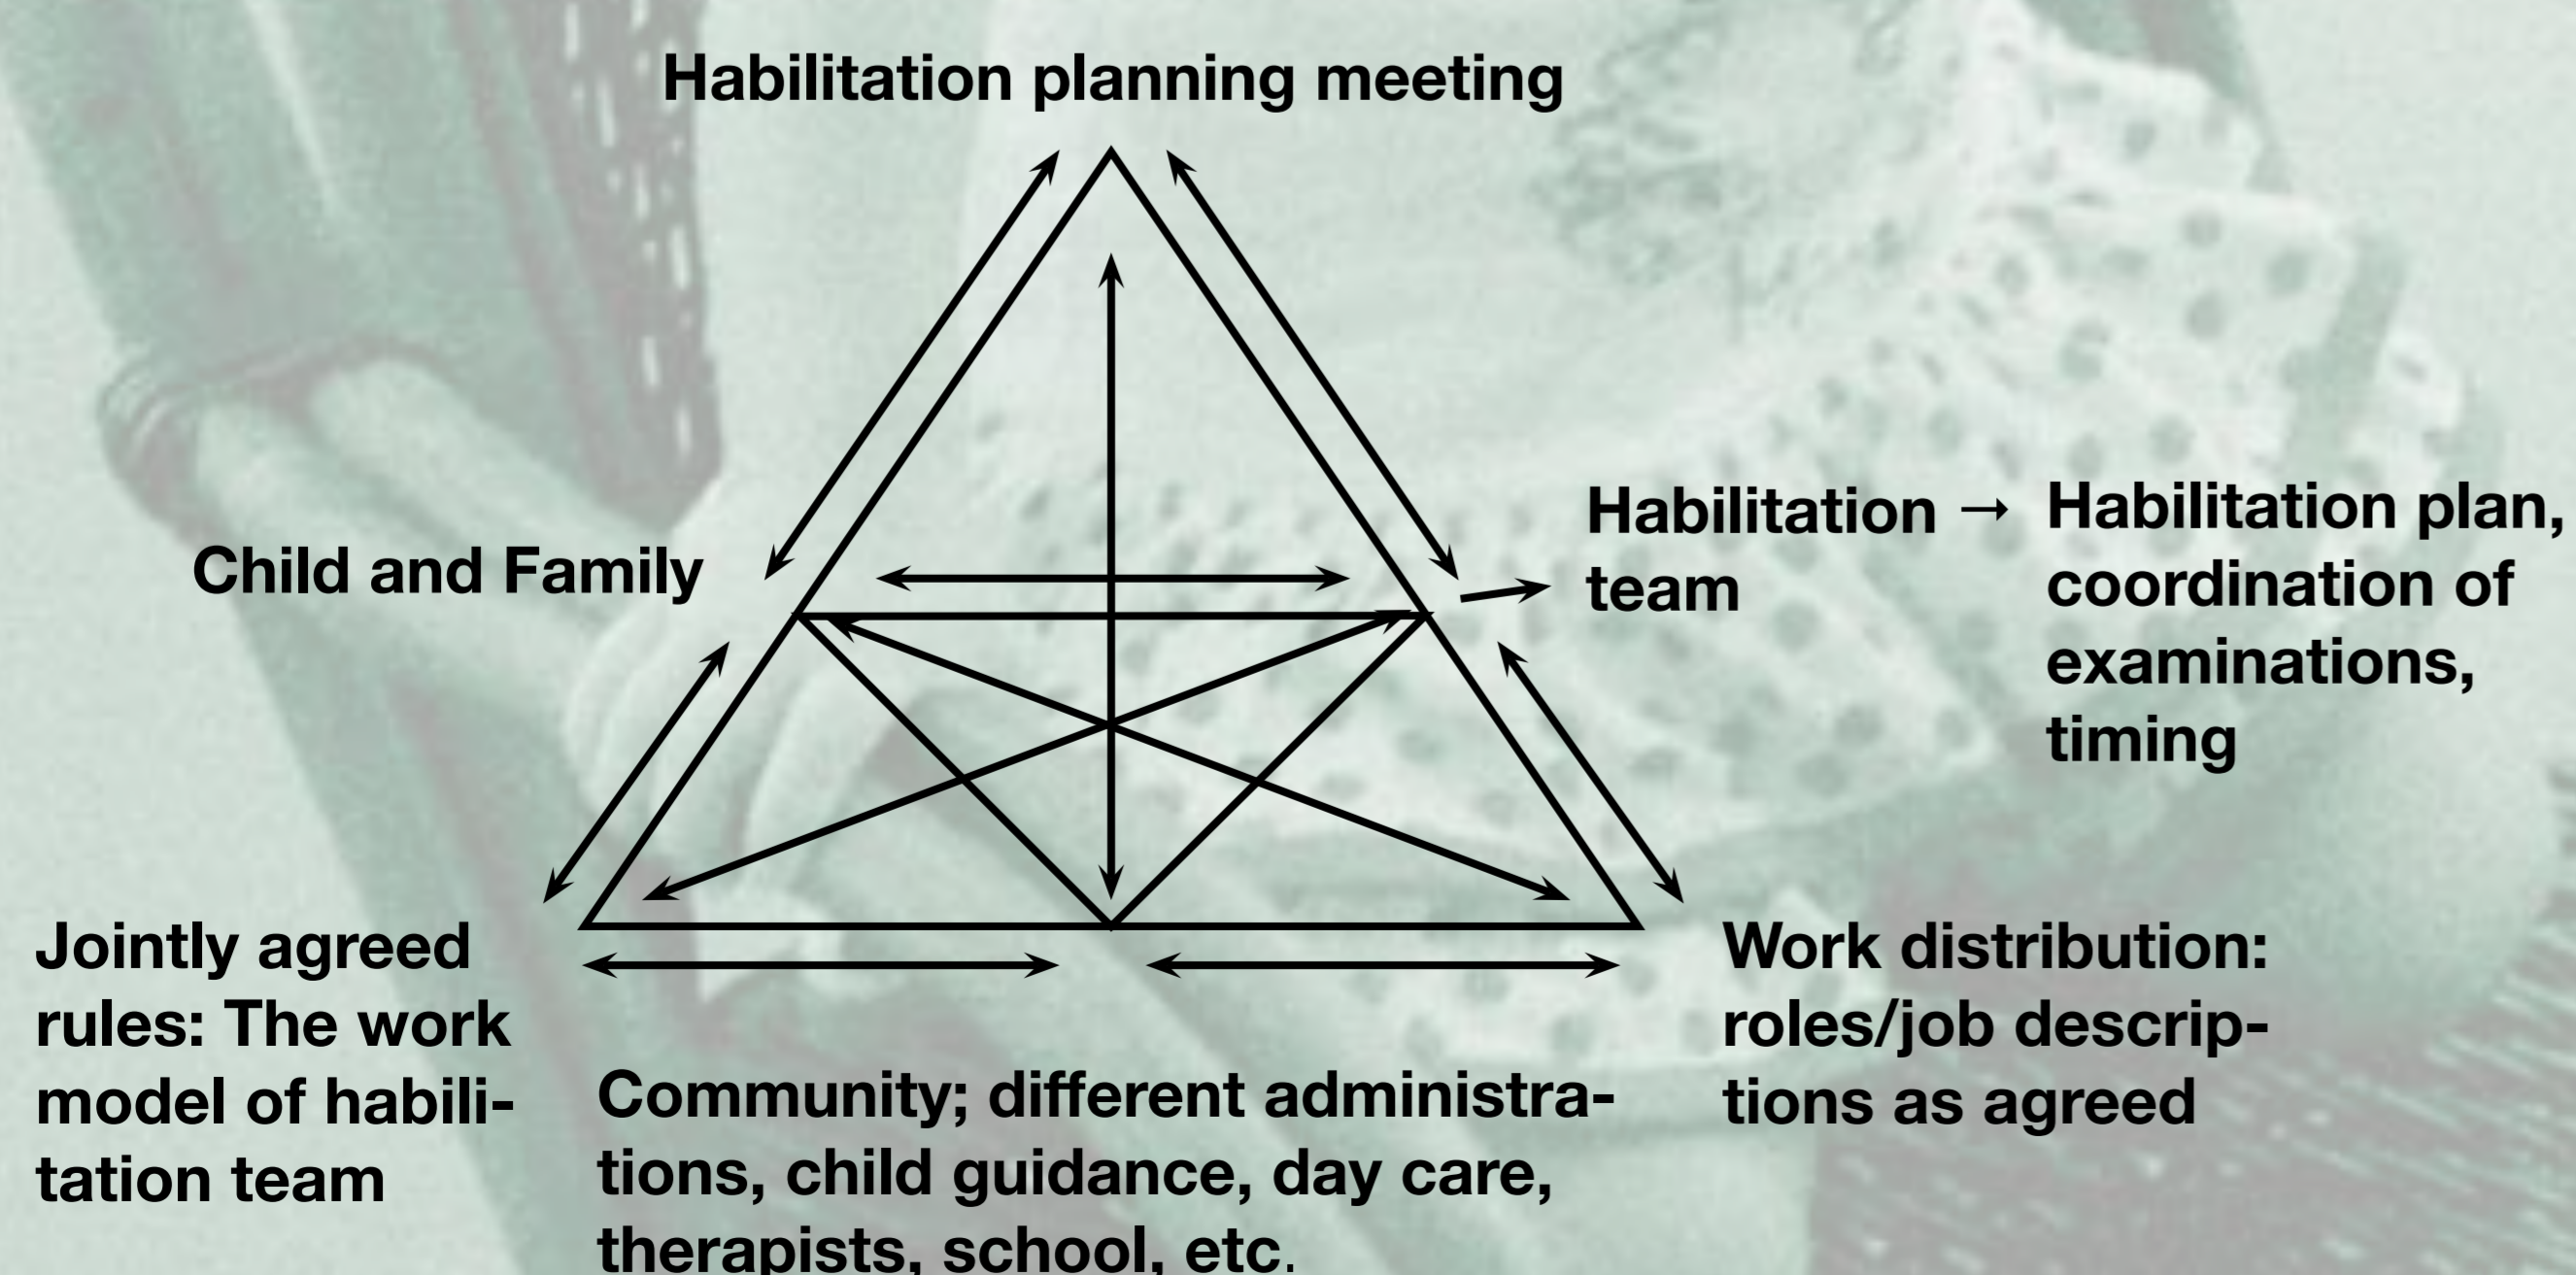 Habilitation planning meeting
Child and Family
Habilitation →
team
Habilitation plan,
coordination of
examinations,
timing
Jointly agreed
rules: The work
model of habili-
tation team
Community; different administra-
tions, child guidance, day care,
therapists, school, etc.
Work distribution:
roles/job descrip-
tions as agreed